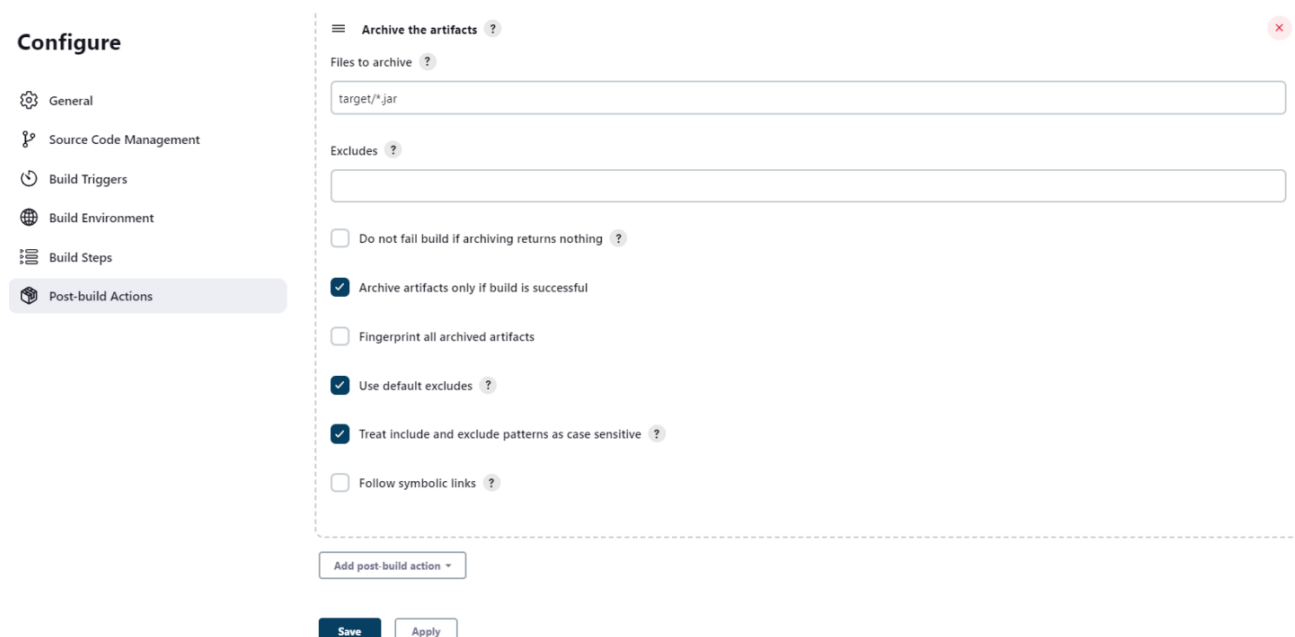 Configure
General
Source Code Management
Build Triggers
Build Environment
Build Steps
Post-build Actions
Archive the artifacts ?
Files to archive ?
target/*.jar
Excludes ?
Do not fail build if archiving returns nothing ?
Archive artifacts only if build is successful
Fingerprint all archived artifacts
Use default excludes ?
Treat include and exclude patterns as case sensitive ?
Follow symbolic links ?
Add post-build action
Save
Apply